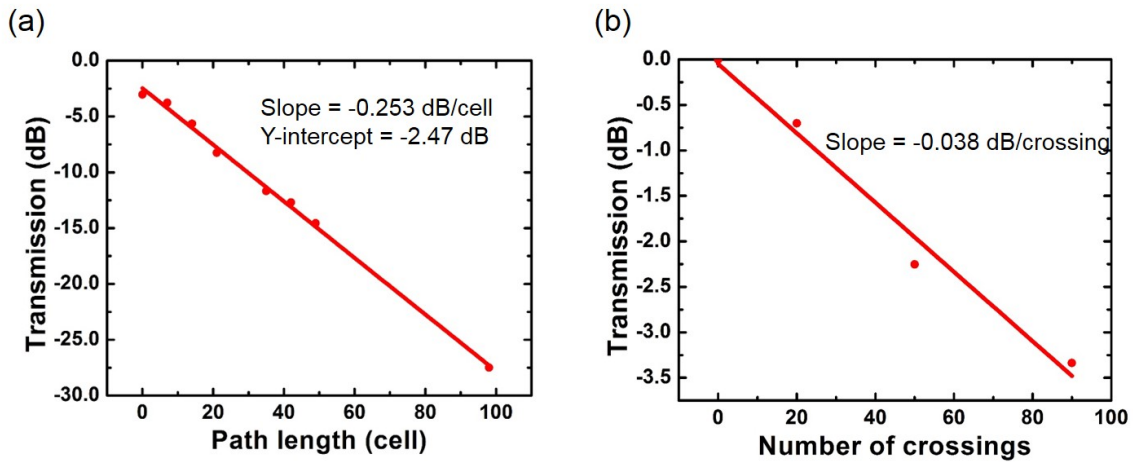 (a)
0.0
-5.0
-10.0
-15.0
-20.0
-25.0
-30.0
Transmission (dB)
Slope = -0.253 dB/cell
Y-intercept = -2.47 dB
0 20 40 60 80 100
Path length (cell)
(b)
0.0
-0.5
-1.0
-1.5
-2.0
-2.5
-3.0
-3.5
Transmission (dB)
Slope = -0.038 dB/crossing
0 20 40 60 80 100
Number of crossings